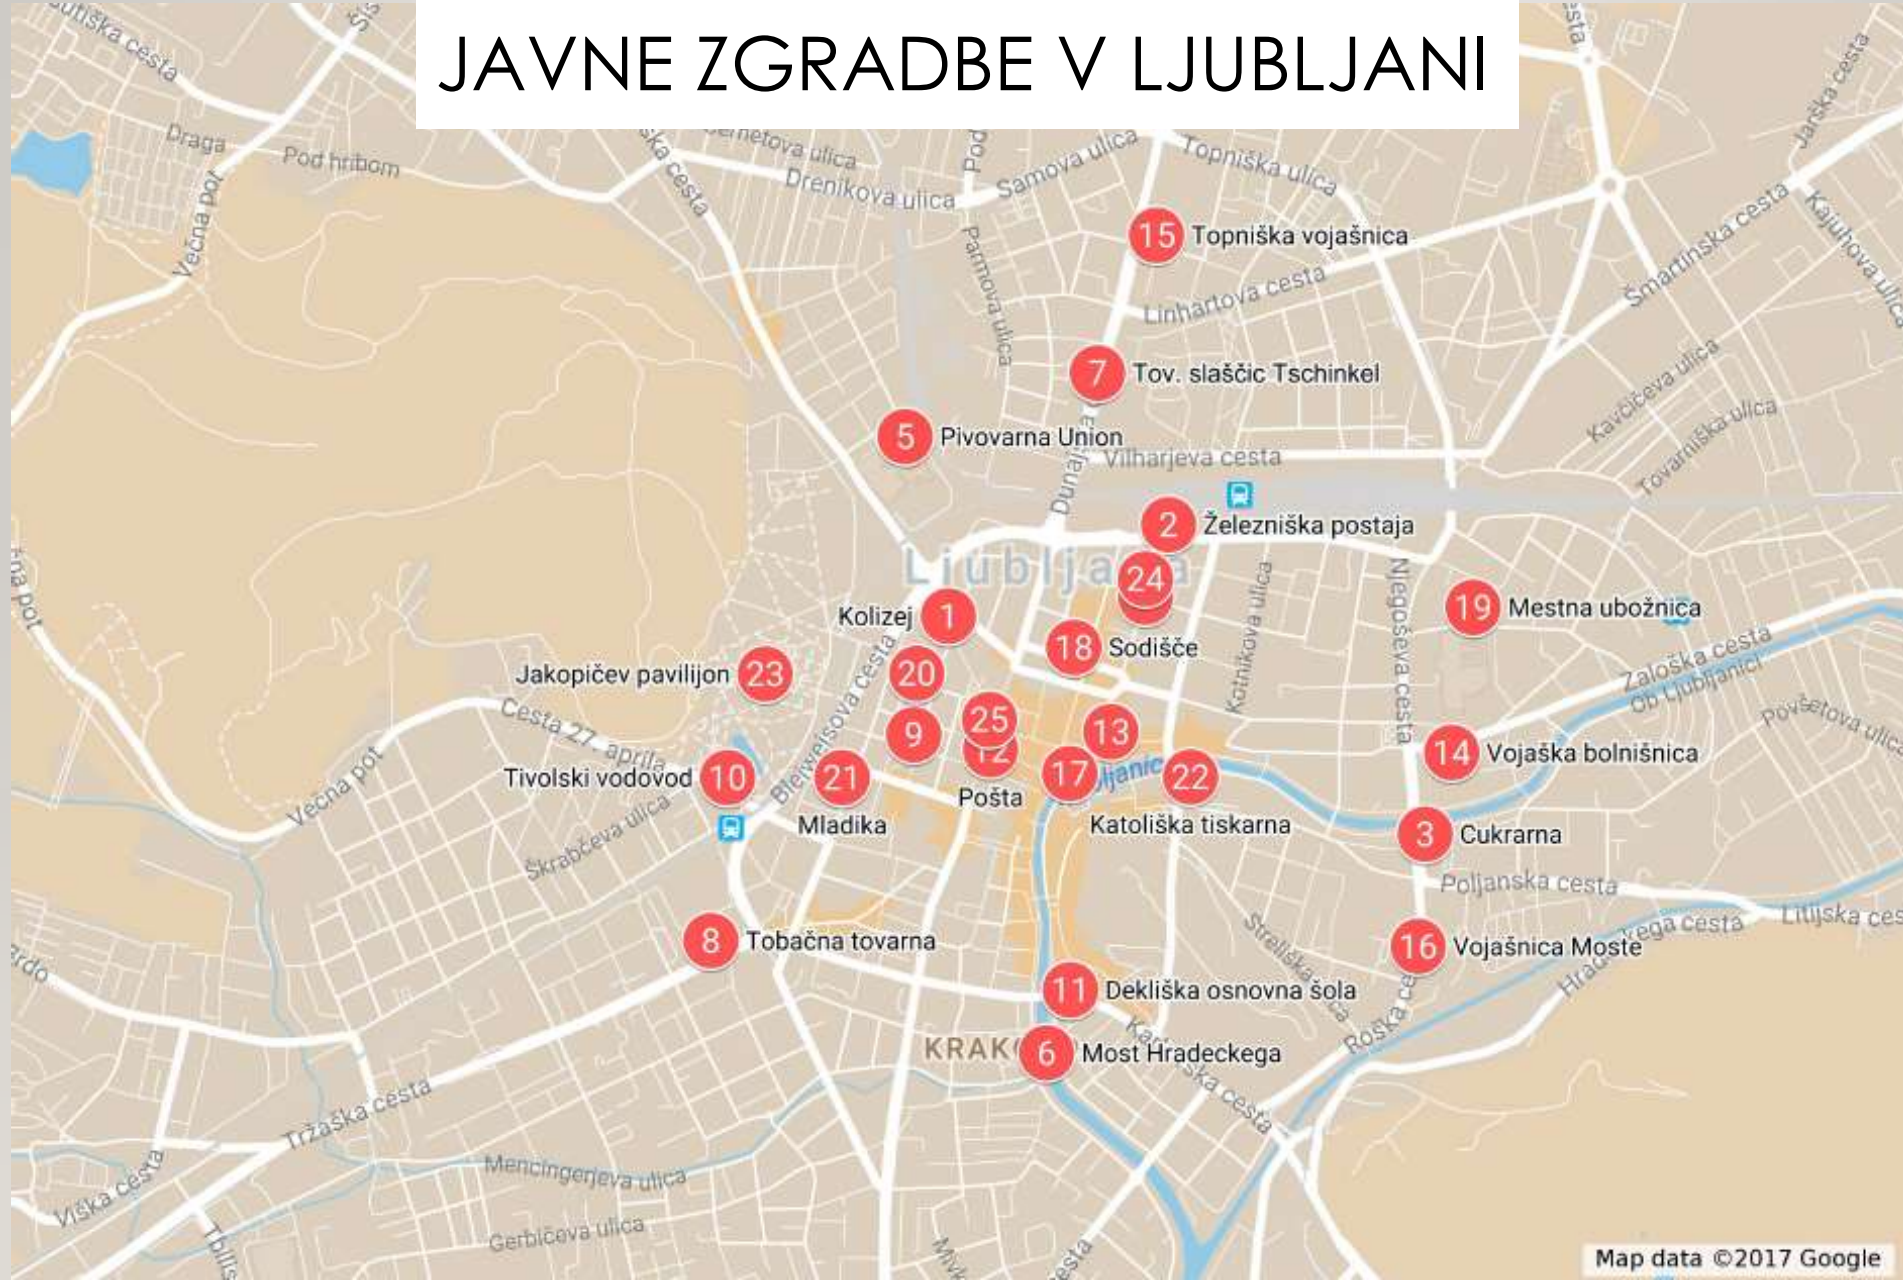 JAVNE ZGRADBE V LJUBLJANI
Draga
Pod hribom
Večna pot
Drenikova ulica
Samova ulica
Topniška ulica
Jarška cesta
Parmova ulica
15 Topniška vojašnica
Linhartova cesta
Šmartinska cesta
7 Tov. slaščic Tschinkel
5 Pivovarna Union
Vilharjeva cesta
Kavčičeva ulica
Tovarniška ulica
2 Železniška postaja
24
Kolizej 1
18 Sodišče
Kotnikova ulica
Njegoševa cesta
19 Mestna ubožnica
Jakopičev pavilijon 23
20
Bleiweisova cesta
Zaloška cesta
Ob Ljubljanici
Cesta 27. aprila
9
25
12
Pošta
13
17
22
Katoliška tiskarna
14 Vojaška bolnišnica
Tivolski vodovod 10
21
Mladika
Večna pot
Škrabčeva ulica
3 Cukrarna
Poljanska cesta
8 Tobačna tovarna
16 Vojašnica Moste
Streliška ulica
11 Dekliška osnovna šola
6 Most Hradeckega
Tržaška cesta
Mencingerjeva ulica
Viška cesta
Gerbičeva ulica
Map data ©2017 Google